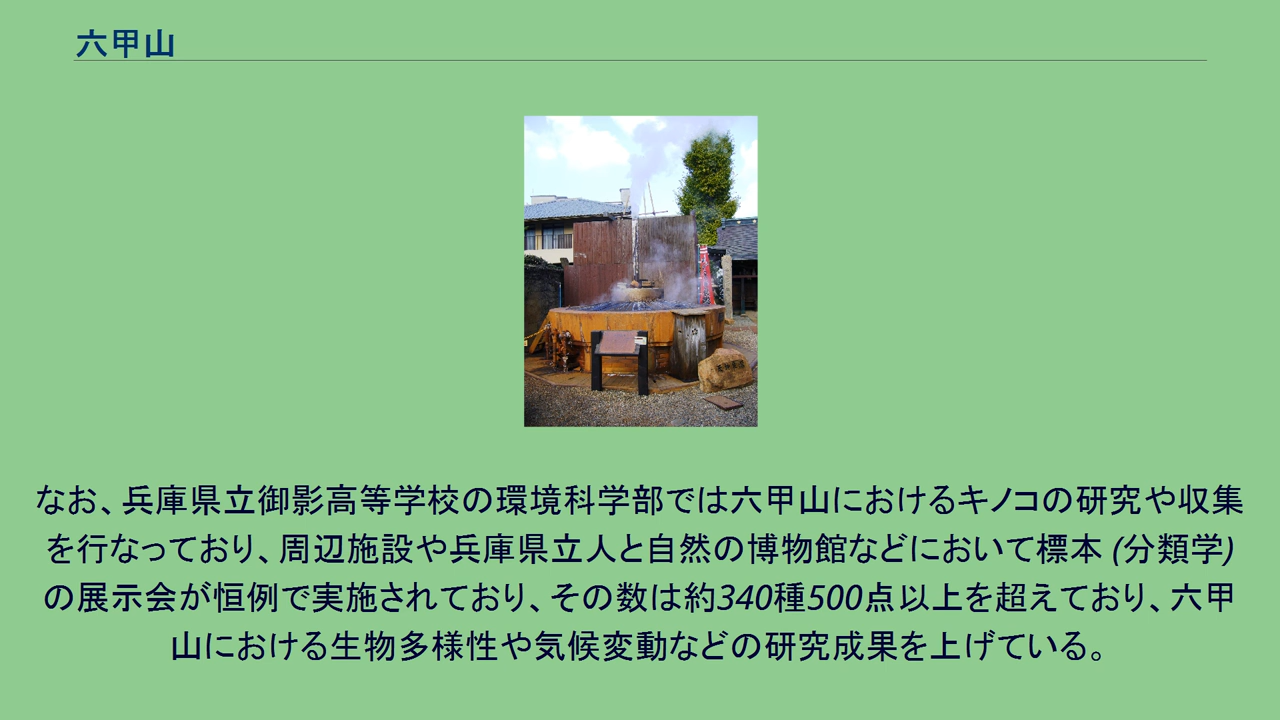 六甲山
なお、兵庫県立御影高等学校の環境科学部では六甲山におけるキノコの研究や収集
を行なっており、周辺施設や兵庫県立人と自然の博物館などにおいて標本 (分類学)
の展示会が恒例で実施されており、その数は約340種500点以上を超えており、六甲
山における生物多様性や気候変動などの研究成果を上げている。